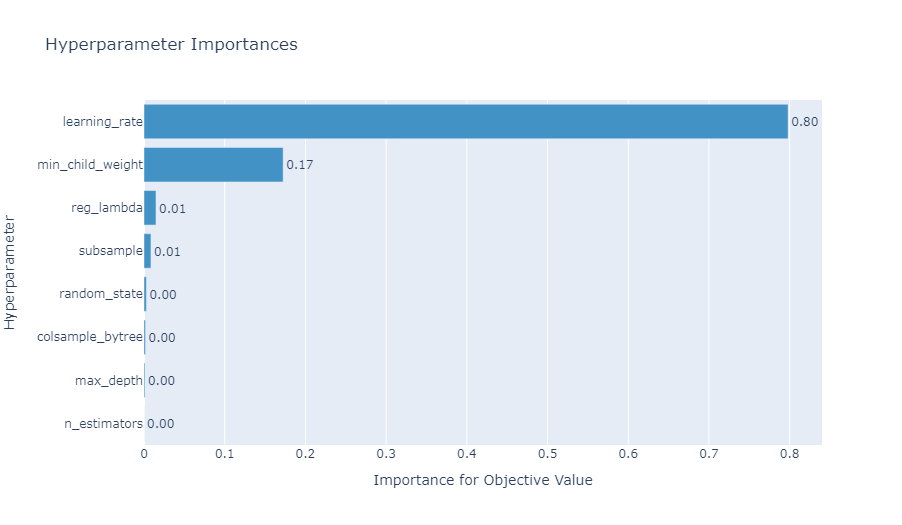 Hyperparameter Importances
Hyperparameter
learning_rate 0.80
min_child_weight 0.17
reg_lambda 0.01
subsample 0.01
random_state 0.00
colsample_bytree 0.00
max_depth 0.00
n_estimators 0.00
0 0.1 0.2 0.3 0.4 0.5 0.6 0.7 0.8
Importance for Objective Value